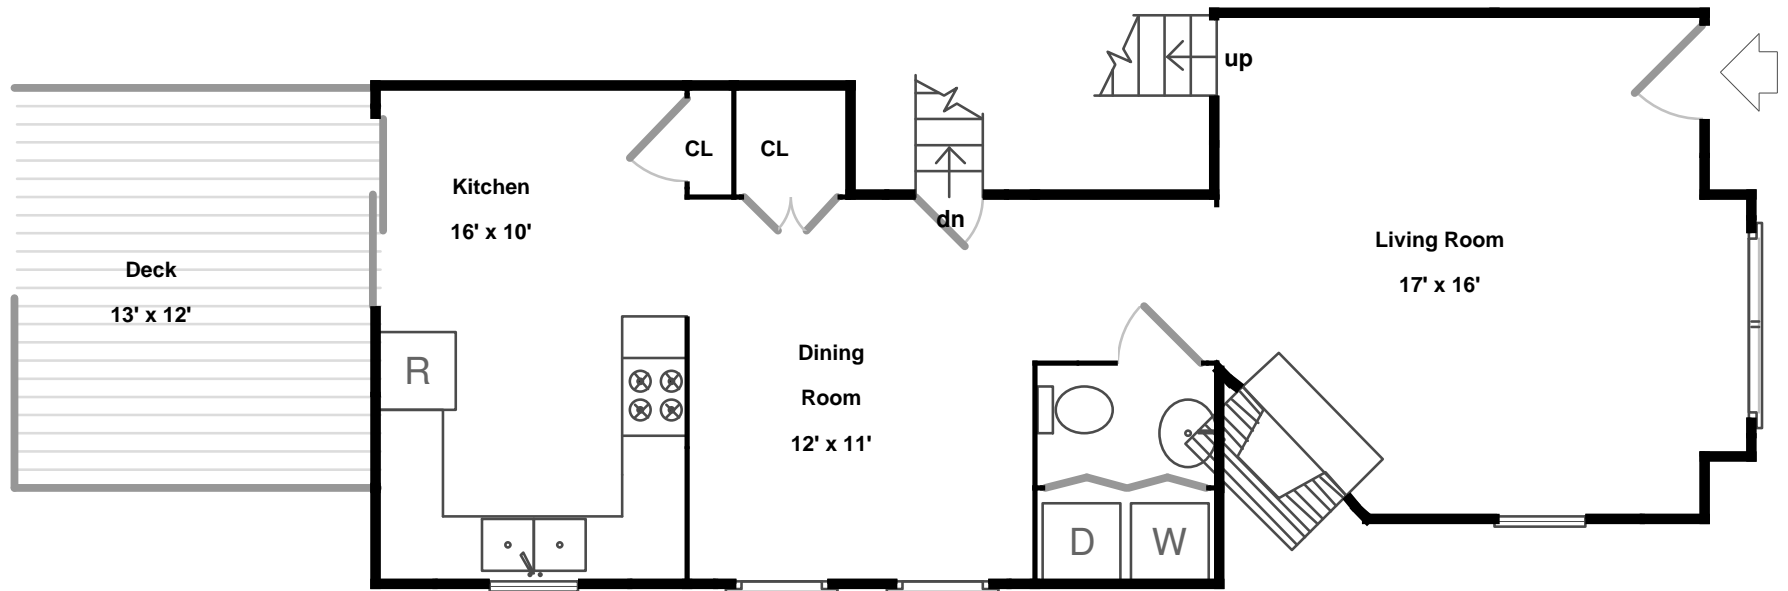 up
CL
CL
Kitchen
16' x 10'
dn
Living Room
17' x 16'
Deck
13' x 12'
R
Dining
Room
12' x 11'
D
W